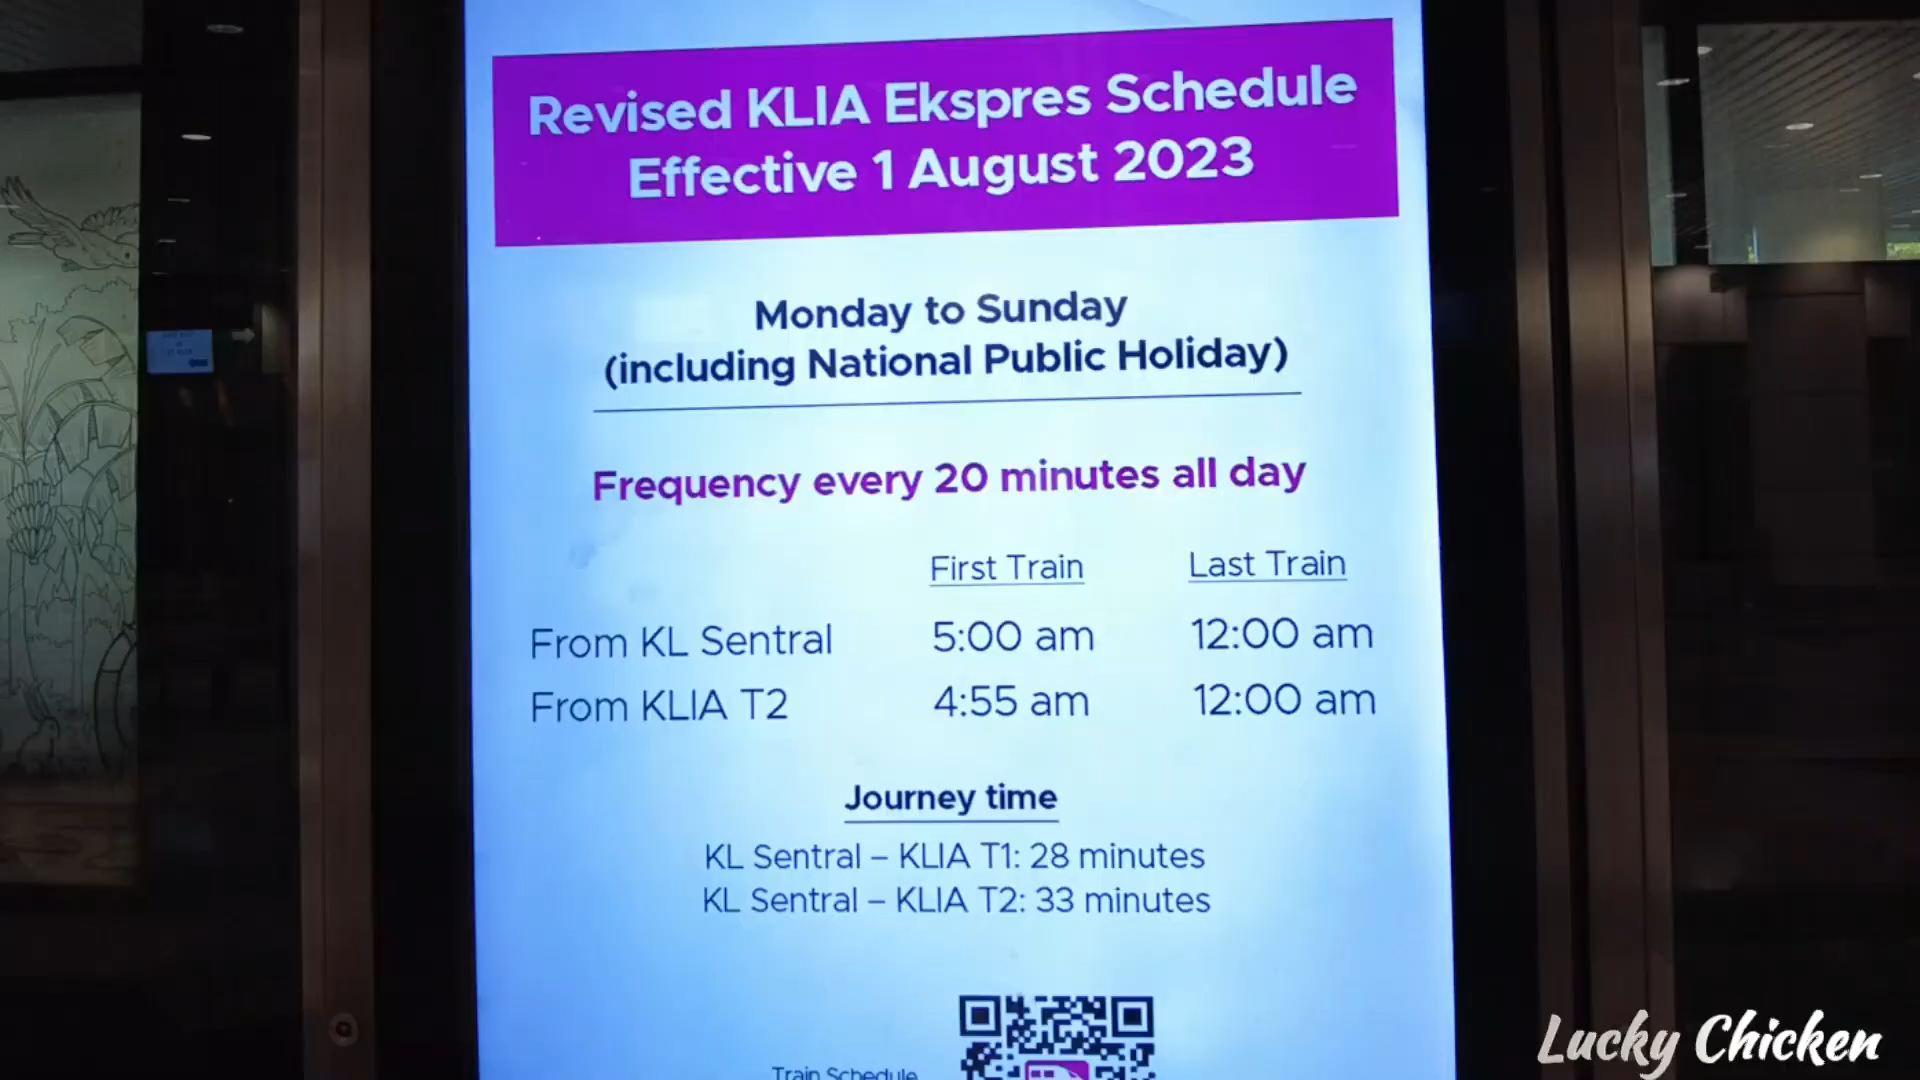 Revised KLIA Ekspres Schedule
Effective 1 August 2023
Monday to Sunday
(including National Public Holiday)
Frequency every 20 minutes all day
First Train Last Train
From KL Sentral 5:00 am 12:00 am
From KLIA T2 4:55 am 12:00 am
Journey time
KL Sentral – KLIA T1: 28 minutes
KL Sentral – KLIA T2: 33 minutes
Train Schedule
Lucky Chicken